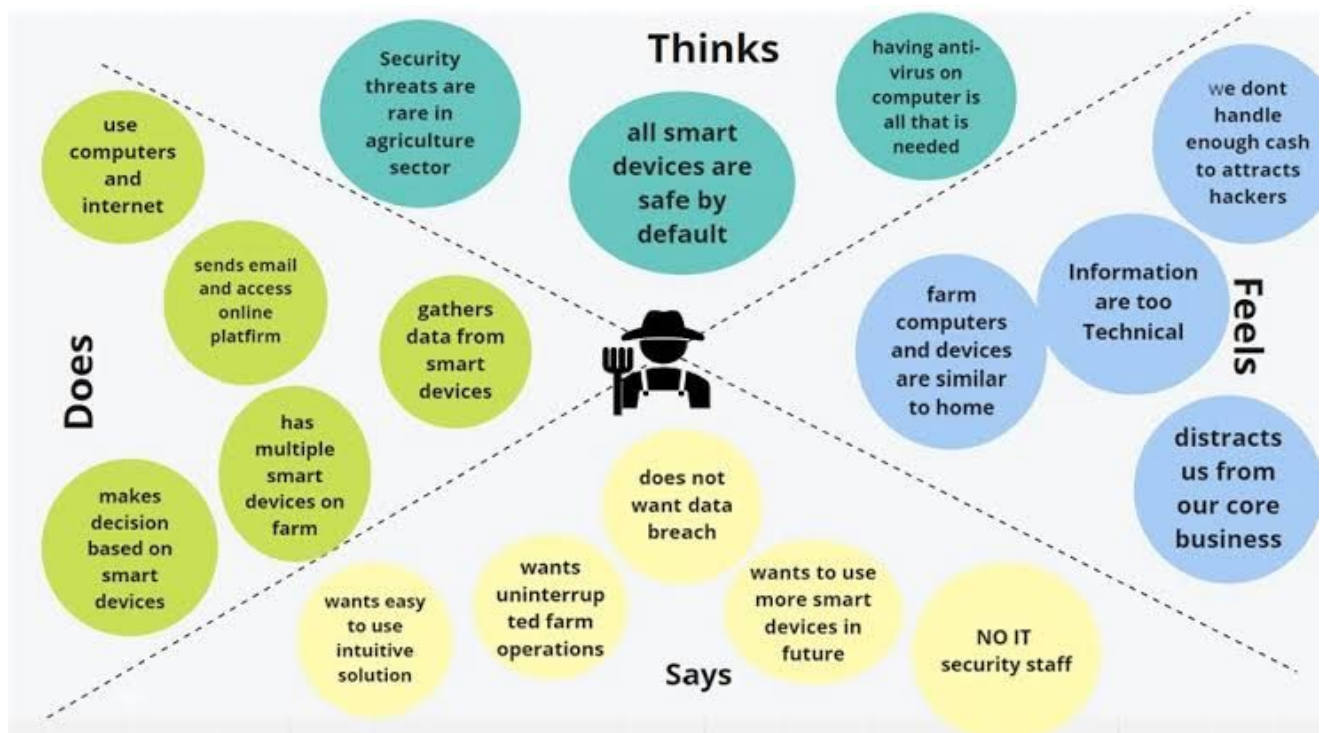 Thinks
Security
threats are
rare in
agriculture
sector
all smart
devices are
safe by
default
having anti-
virus on
computer is
all that is
needed
Does
use
computers
and
internet
sends email
and access
online
platfirm
gathers
data from
smart
devices
has
multiple
smart
devices on
farm
makes
decision
based on
smart
devices
Feels
we dont
handle
enough cash
to attracts
hackers
Information
are too
Technical
farm
computers
and devices
are similar
to home
distracts
us from
our core
business
Says
does not
want data
breach
wants easy
to use
intuitive
solution
wants
uninterrup
ted farm
operations
wants to use
more smart
devices in
future
NO IT
security staff